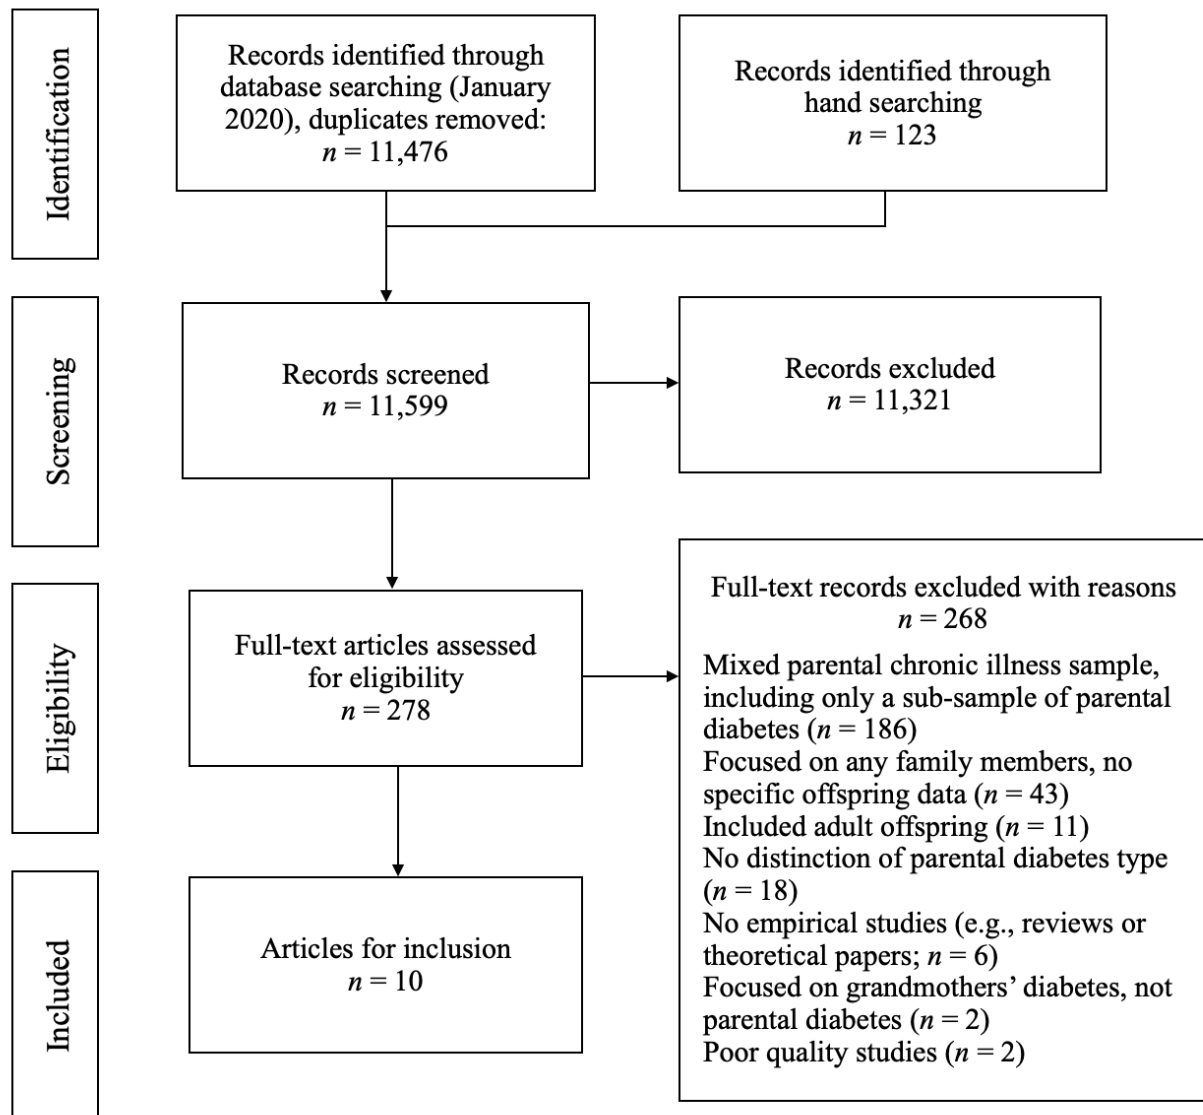 Identification
Records identified through
database searching (January
2020), duplicates removed:
n = 11,476
Records identified through
hand searching
n = 123
Screening
Records screened
n = 11,599
Records excluded
n = 11,321
Eligibility
Full-text articles assessed
for eligibility
n = 278
Full-text records excluded with reasons
n = 268
Mixed parental chronic illness sample,
including only a sub-sample of parental
diabetes (n = 186)
Focused on any family members, no
specific offspring data (n = 43)
Included adult offspring (n = 11)
No distinction of parental diabetes type
(n = 18)
No empirical studies (e.g., reviews or
theoretical papers; n = 6)
Focused on grandmothers’ diabetes, not
parental diabetes (n = 2)
Poor quality studies (n = 2)
Included
Articles for inclusion
n = 10